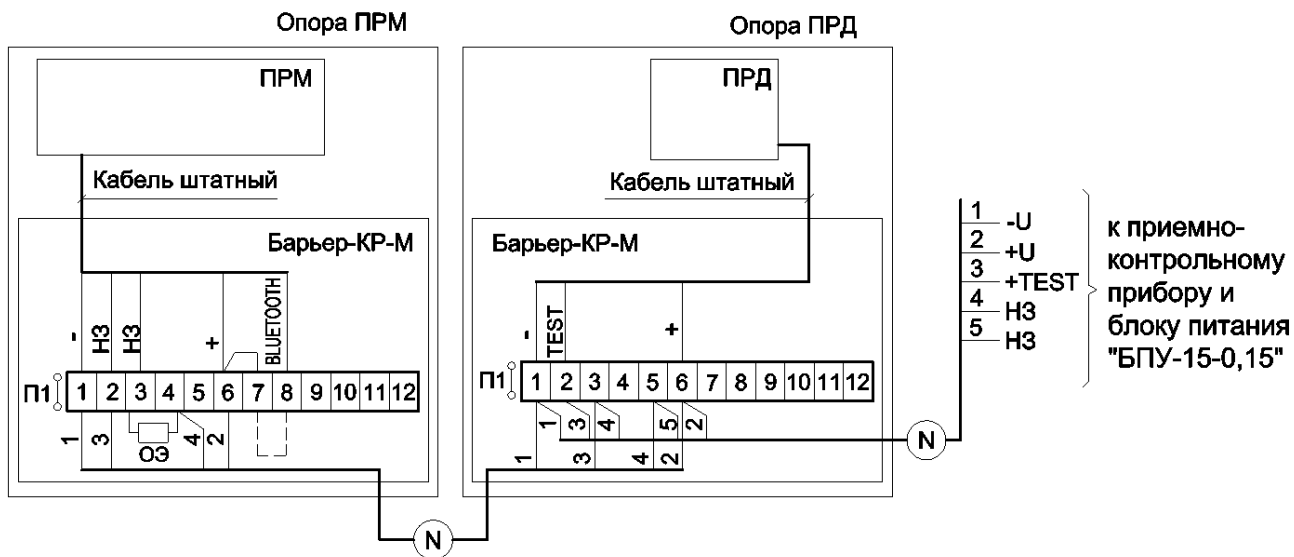 Опора ПРМ
ПРМ
Кабель штатный
Барьер-КР-М
-
НЗ
НЗ
+
BLUETOOTH
П1
1 2 3 4 5 6 7 8 9 10 11 12
1
3
ОЭ
4
2
N
Опора ПРД
ПРД
Кабель штатный
Барьер-КР-М
-
TEST
+
П1
1 2 3 4 5 6 7 8 9 10 11 12
1
3
4
5
2
1
3
4
2
N
1 -U
2 +U
3 +TEST
4 НЗ
5 НЗ
к приемно-
контрольному
прибору и
блоку питания
"БПУ-15-0,15"